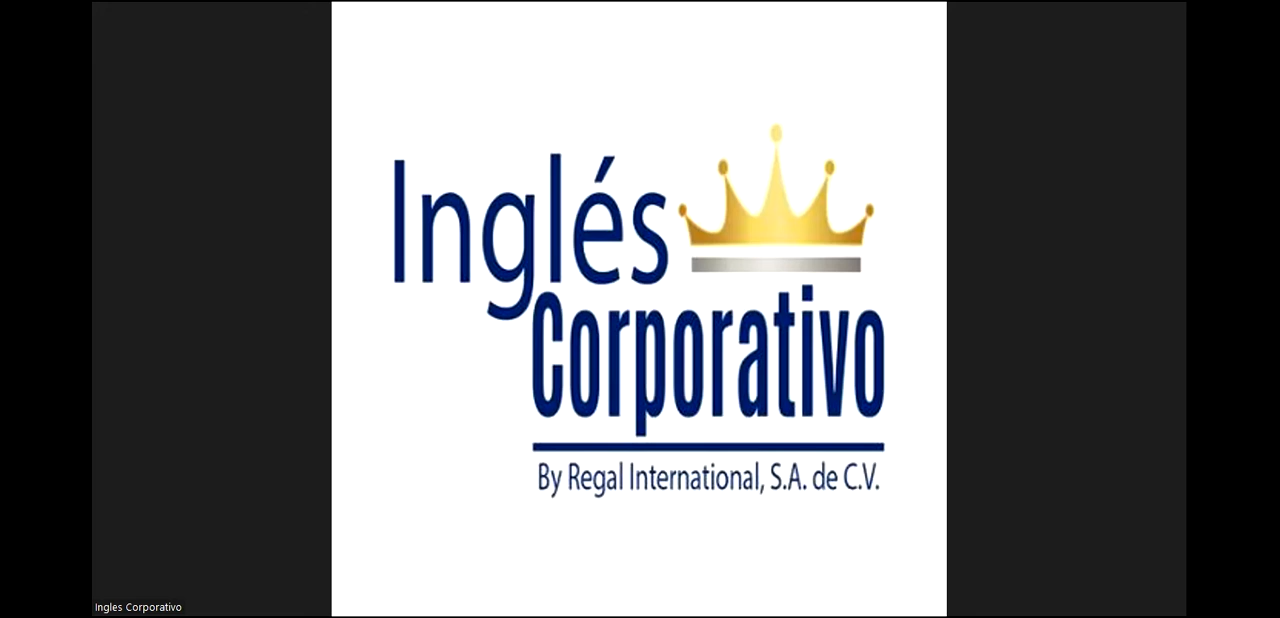 Inglés
Corporativo
By Regal International, S.A. de C.V.
Ingles Corporativo